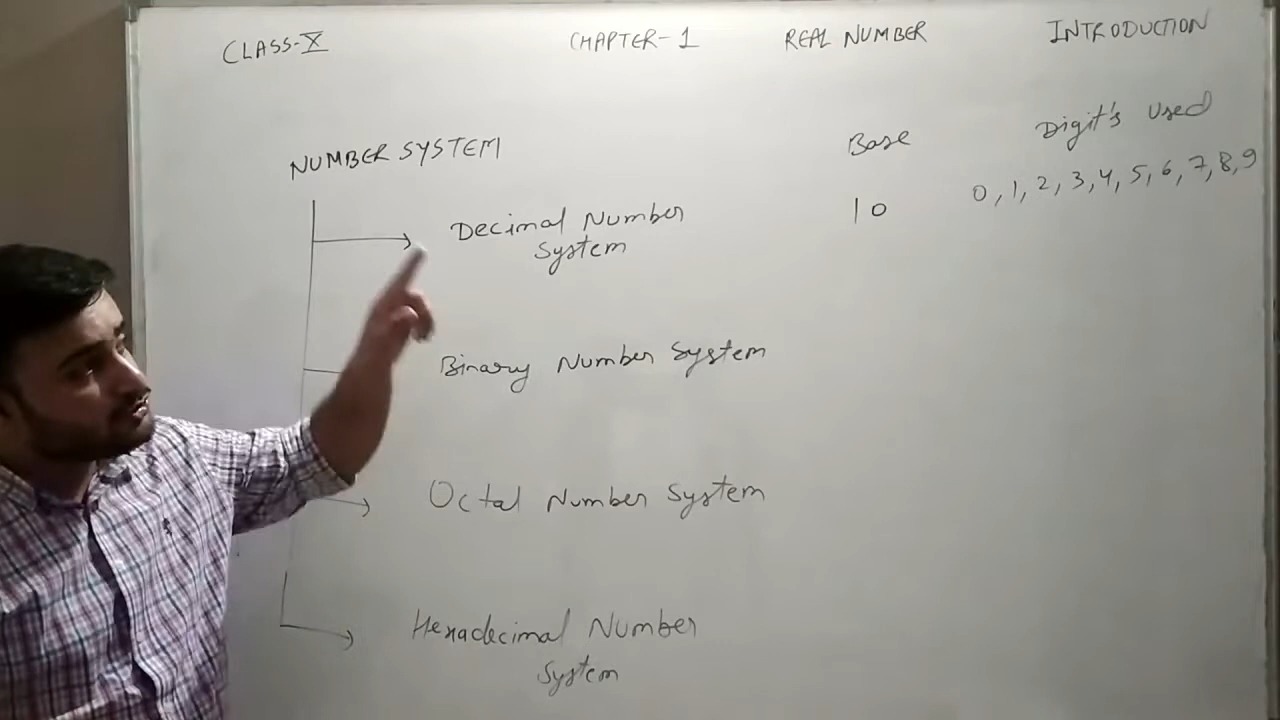 CLASS-X CHAPTER-1 REAL NUMBER INTRODUCTION
NUMBER SYSTEM Base Digit's Used
Decimal Number System 10 0,1,2,3,4,5,6,7,8,9
Binary Number System
Octal Number System
Hexadecimal Number
System